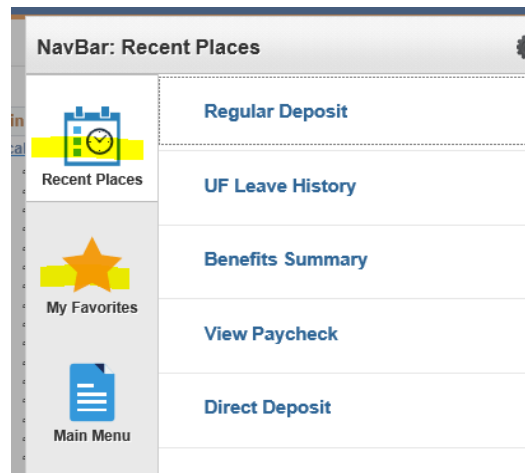 NavBar: Recent Places
Recent Places
My Favorites
Main Menu
Regular Deposit
UF Leave History
Benefits Summary
View Paycheck
Direct Deposit